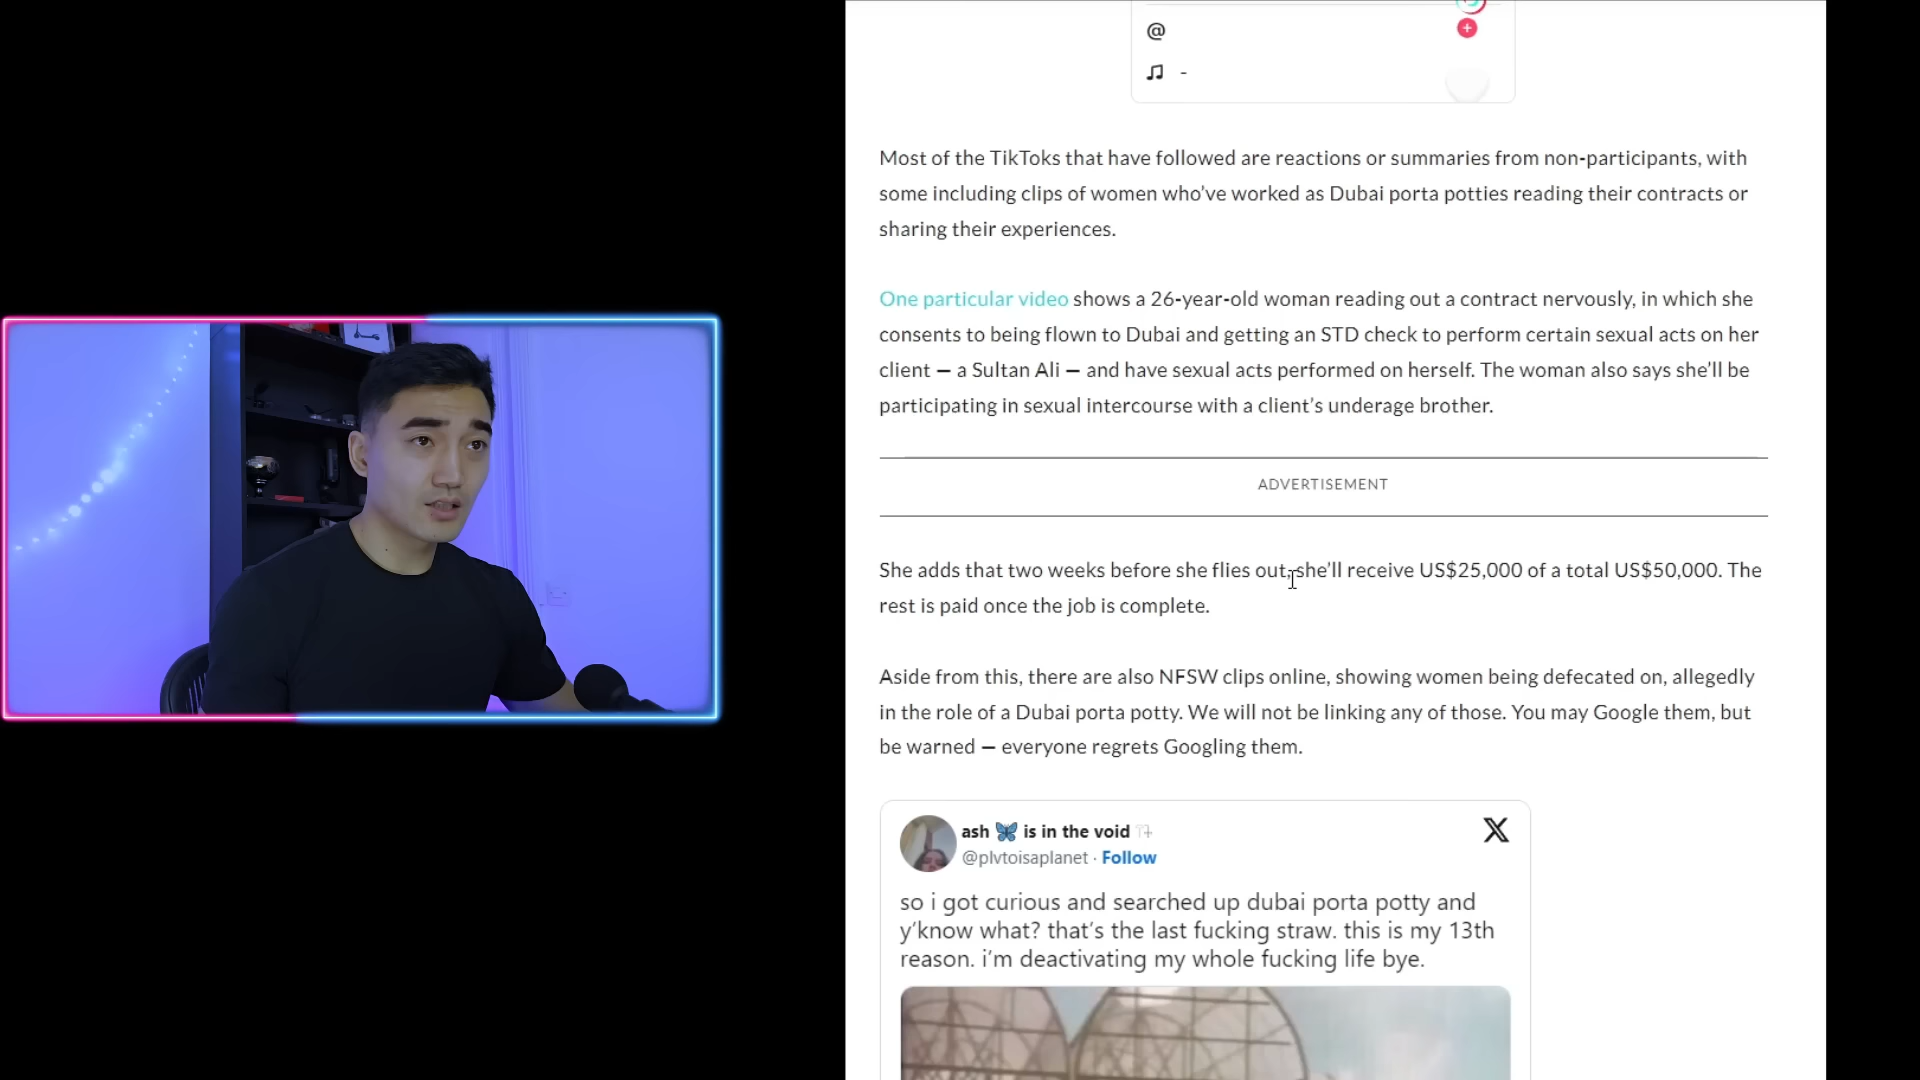 @
-
Most of the TikToks that have followed are reactions or summaries from non-participants, with
some including clips of women who've worked as Dubai porta potties reading their contracts or
sharing their experiences.
One particular video shows a 26-year-old woman reading out a contract nervously, in which she
consents to being flown to Dubai and getting an STD check to perform certain sexual acts on her
client — a Sultan Ali — and have sexual acts performed on herself. The woman also says she'll be
participating in sexual intercourse with a client's underage brother.
ADVERTISEMENT
She adds that two weeks before she flies out, she'll receive US$25,000 of a total US$50,000. The
rest is paid once the job is complete.
Aside from this, there are also NFSW clips online, showing women being defecated on, allegedly
in the role of a Dubai porta potty. We will not be linking any of those. You may Google them, but
be warned — everyone regrets Googling them.
ash 🦋 is in the void
@plvtoisaplanet · Follow
so i got curious and searched up dubai porta potty and
y'know what? that's the last fucking straw. this is my 13th
reason. i'm deactivating my whole fucking life bye.